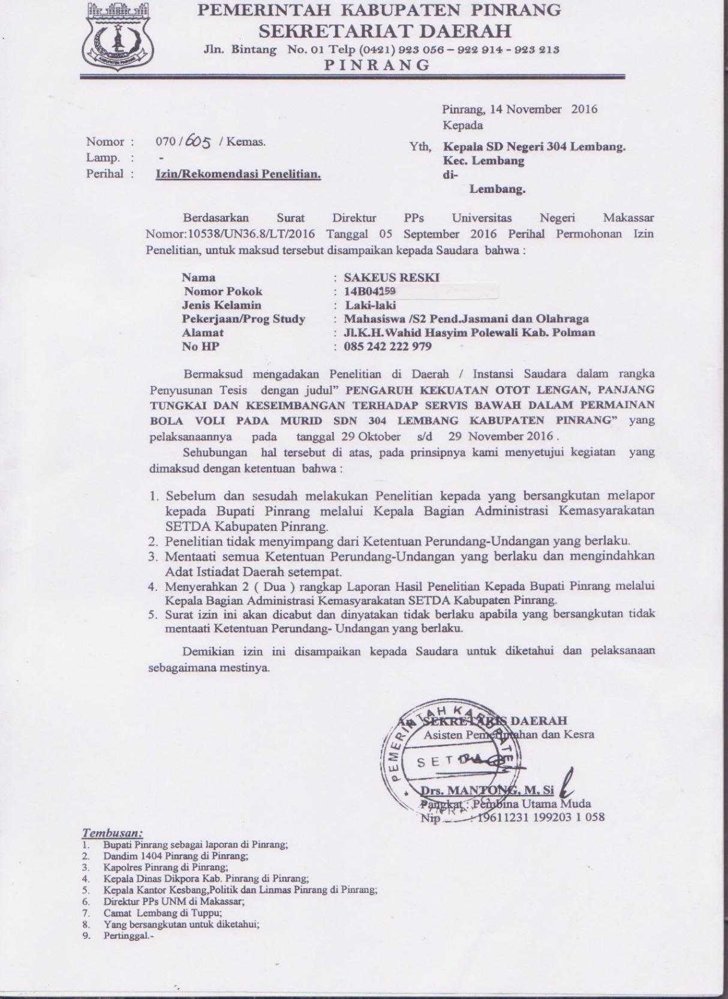 PEMERINTAH KABUPATEN PINRANG
SEKRETARIAT DAERAH
Jln. Bintang No. 01 Telp (0421) 923 056 – 922 914 - 923 213
PINRANG
KABUPATEN PINRANG
Pinrang, 14 November 2016
Kepada
Nomor : 070 / 605 / Kemas.
Yth, Kepala SD Negeri 304 Lembang.
Lamp. : -
Kec. Lembang
Perihal : Izin/Rekomendasi Penelitian.
di-
Lembang.
Berdasarkan Surat Direktur PPs Universitas Negeri Makassar
Nomor:10538/UN36.8/LT/2016 Tanggal 05 September 2016 Perihal Permohonan Izin
Penelitian, untuk maksud tersebut disampaikan kepada Saudara bahwa :
Nama : SAKEUS RESKI
Nomor Pokok : 14B04159
Jenis Kelamin : Laki-laki
Pekerjaan/Prog Study : Mahasiswa /S2 Pend.Jasmani dan Olahraga
Alamat : Jl.K.H.Wahid Hasyim Polewali Kab. Polman
No HP : 085 242 222 979
Bermaksud mengadakan Penelitian di Daerah / Instansi Saudara dalam rangka
Penyusunan Tesis dengan judul” PENGARUH KEKUATAN OTOT LENGAN, PANJANG
TUNGKAI DAN KESEIMBANGAN TERHADAP SERVIS BAWAH DALAM PERMAINAN
BOLA VOLI PADA MURID SDN 304 LEMBANG KABUPATEN PINRANG” yang
pelaksanaannya pada tanggal 29 Oktober s/d 29 November 2016 .
Sehubungan hal tersebut di atas, pada prinsipnya kami menyetujui kegiatan yang
dimaksud dengan ketentuan bahwa :
1. Sebelum dan sesudah melakukan Penelitian kepada yang bersangkutan melapor
kepada Bupati Pinrang melalui Kepala Bagian Administrasi Kemasyarakatan
SETDA Kabupaten Pinrang.
2. Penelitian tidak menyimpang dari Ketentuan Perundang-Undangan yang berlaku.
3. Mentaati semua Ketentuan Perundang-Undangan yang berlaku dan mengindahkan
Adat Istiadat Daerah setempat.
4. Menyerahkan 2 ( Dua ) rangkap Laporan Hasil Penelitian Kepada Bupati Pinrang melalui
Kepala Bagian Administrasi Kemasyarakatan SETDA Kabupaten Pinrang.
5. Surat izin ini akan dicabut dan dinyatakan tidak berlaku apabila yang bersangkutan tidak
mentaati Ketentuan Perundang- Undangan yang berlaku.
Demikian izin ini disampaikan kepada Saudara untuk diketahui dan pelaksanaan
sebagaimana mestinya.
An SEKRETARIS DAERAH
Asisten Pemerintahan dan Kesra
PEMERINTAH KABUPATEN
SETDA
PINRANG
Drs. MANTONG, M, Si
Pangkat : Pembina Utama Muda
Nip : 19611231 199203 1 058
Tembusan:
1. Bupati Pinrang sebagai laporan di Pinrang;
2. Dandim 1404 Pinrang di Pinrang;
3. Kapolres Pinrang di Pinrang;
4. Kepala Dinas Dikpora Kab. Pinrang di Pinrang;
5. Kepala Kantor Kesbang,Politik dan Linmas Pinrang di Pinrang;
6. Direktur PPs UNM di Makassar;
7. Camat Lembang di Tuppu;
8. Yang bersangkutan untuk diketahui;
9. Pertinggal.-